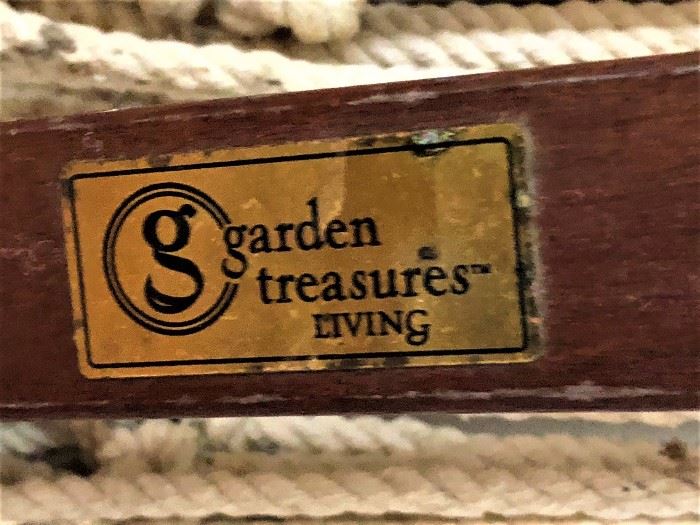 g garden
treasures™
LIVING